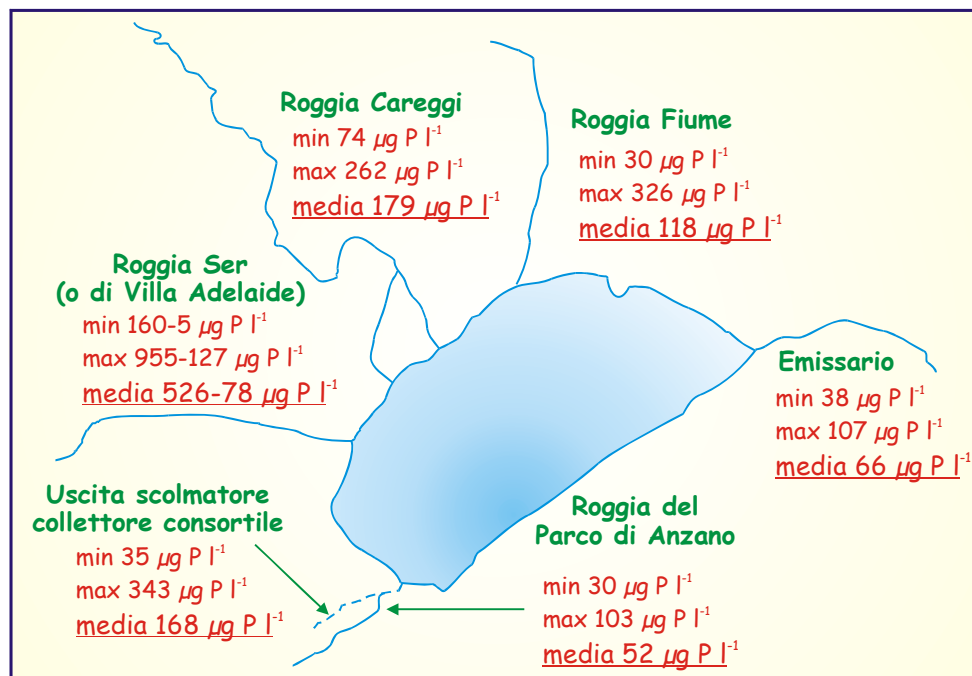 Roggia Careggi
min 74 µg P l⁻¹
max 262 µg P l⁻¹
media 179 µg P l⁻¹
Roggia Fiume
min 30 µg P l⁻¹
max 326 µg P l⁻¹
media 118 µg P l⁻¹
Roggia Ser
(o di Villa Adelaide)
min 160-5 µg P l⁻¹
max 955-127 µg P l⁻¹
media 526-78 µg P l⁻¹
Emissario
min 38 µg P l⁻¹
max 107 µg P l⁻¹
media 66 µg P l⁻¹
Uscita scolmatore
collettore consortile
min 35 µg P l⁻¹
max 343 µg P l⁻¹
media 168 µg P l⁻¹
Roggia del
Parco di Anzano
min 30 µg P l⁻¹
max 103 µg P l⁻¹
media 52 µg P l⁻¹